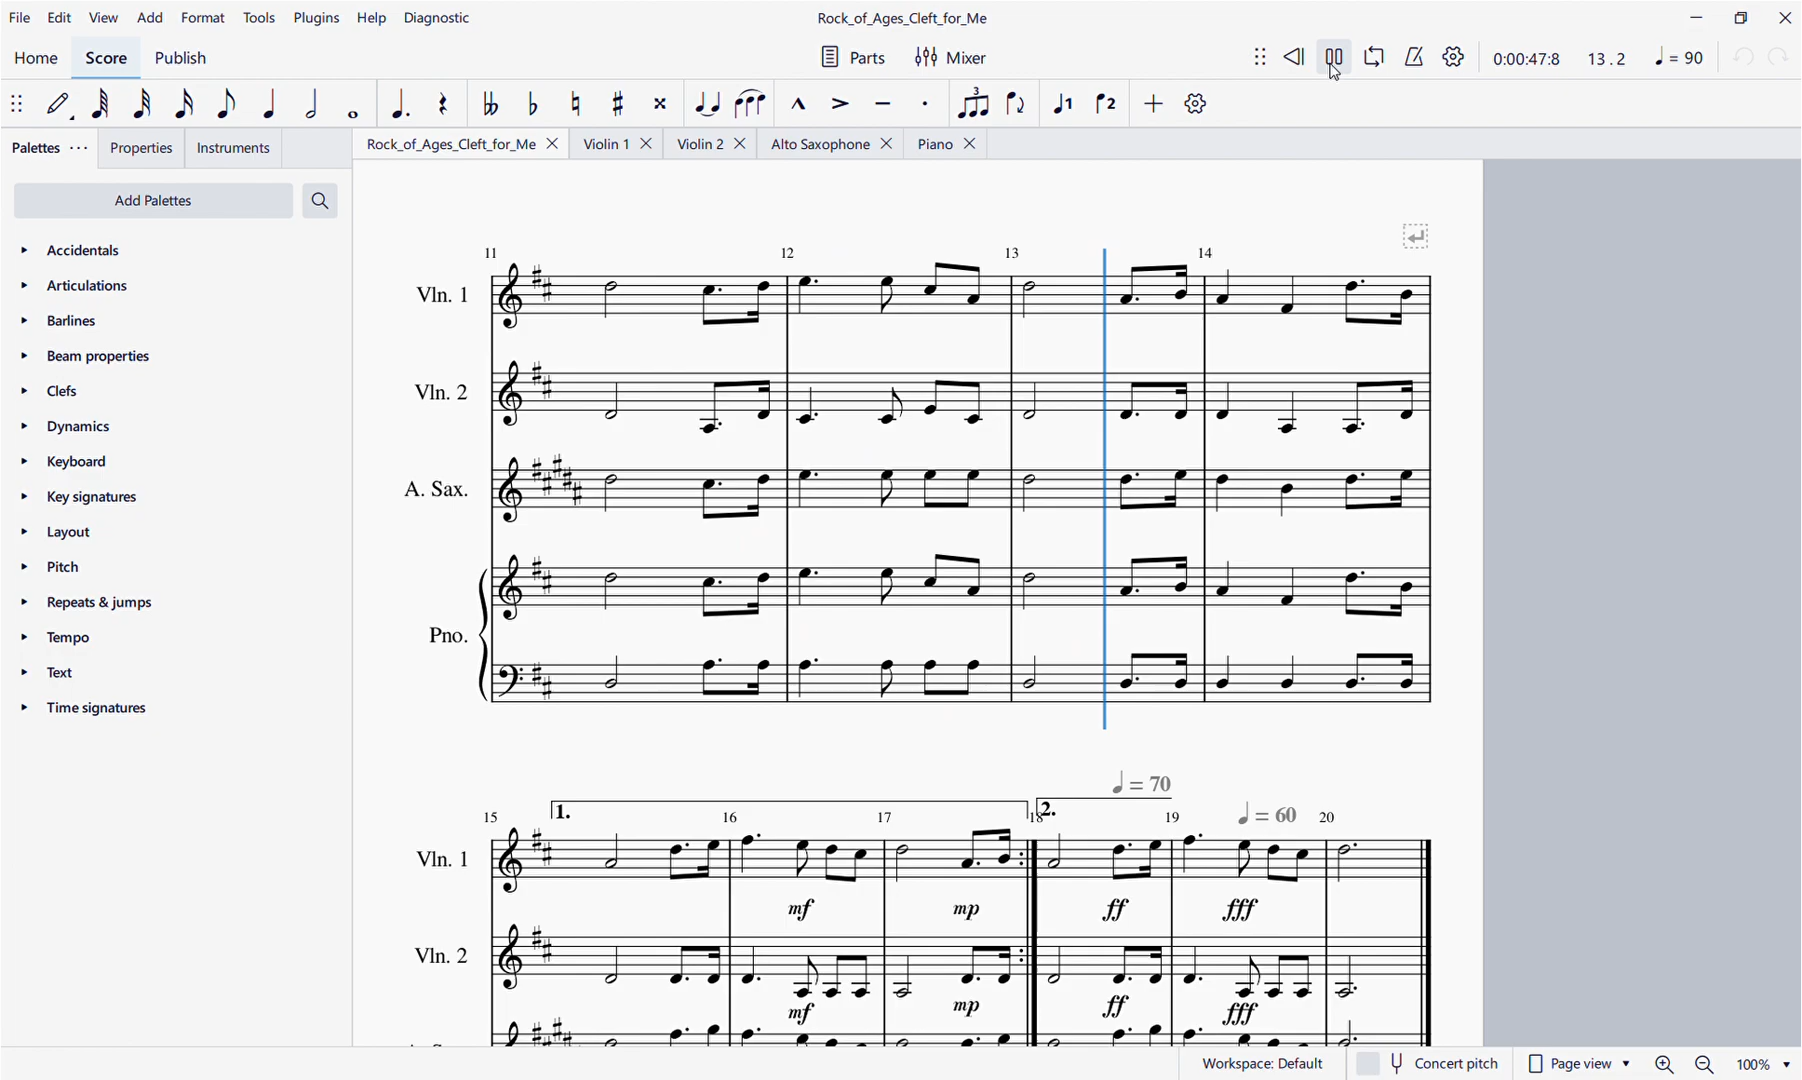 File Edit View Add Format Tools Plugins Help Diagnostic
Rock_of_Ages_Cleft_for_Me
Home Score Publish
Parts Mixer
0:00:47:8 13.2 = 90
3 1 2
Palettes Properties Instruments
Rock_of_Ages_Cleft_for_Me Violin 1 Violin 2 Alto Saxophone Piano
Add Palettes
Accidentals
Articulations
Barlines
Beam properties
Clefs
Dynamics
Keyboard
Key signatures
Layout
Pitch
Repeats & jumps
Tempo
Text
Time signatures
11 12 13 14
Vln. 1
Vln. 2
A. Sax.
Pno.
= 70
15 1. 16 17 18 2. 19 = 60 20
Vln. 1
mf mp ff fff
Vln. 2
mf mp ff fff
Workspace: Default Concert pitch Page view 100%